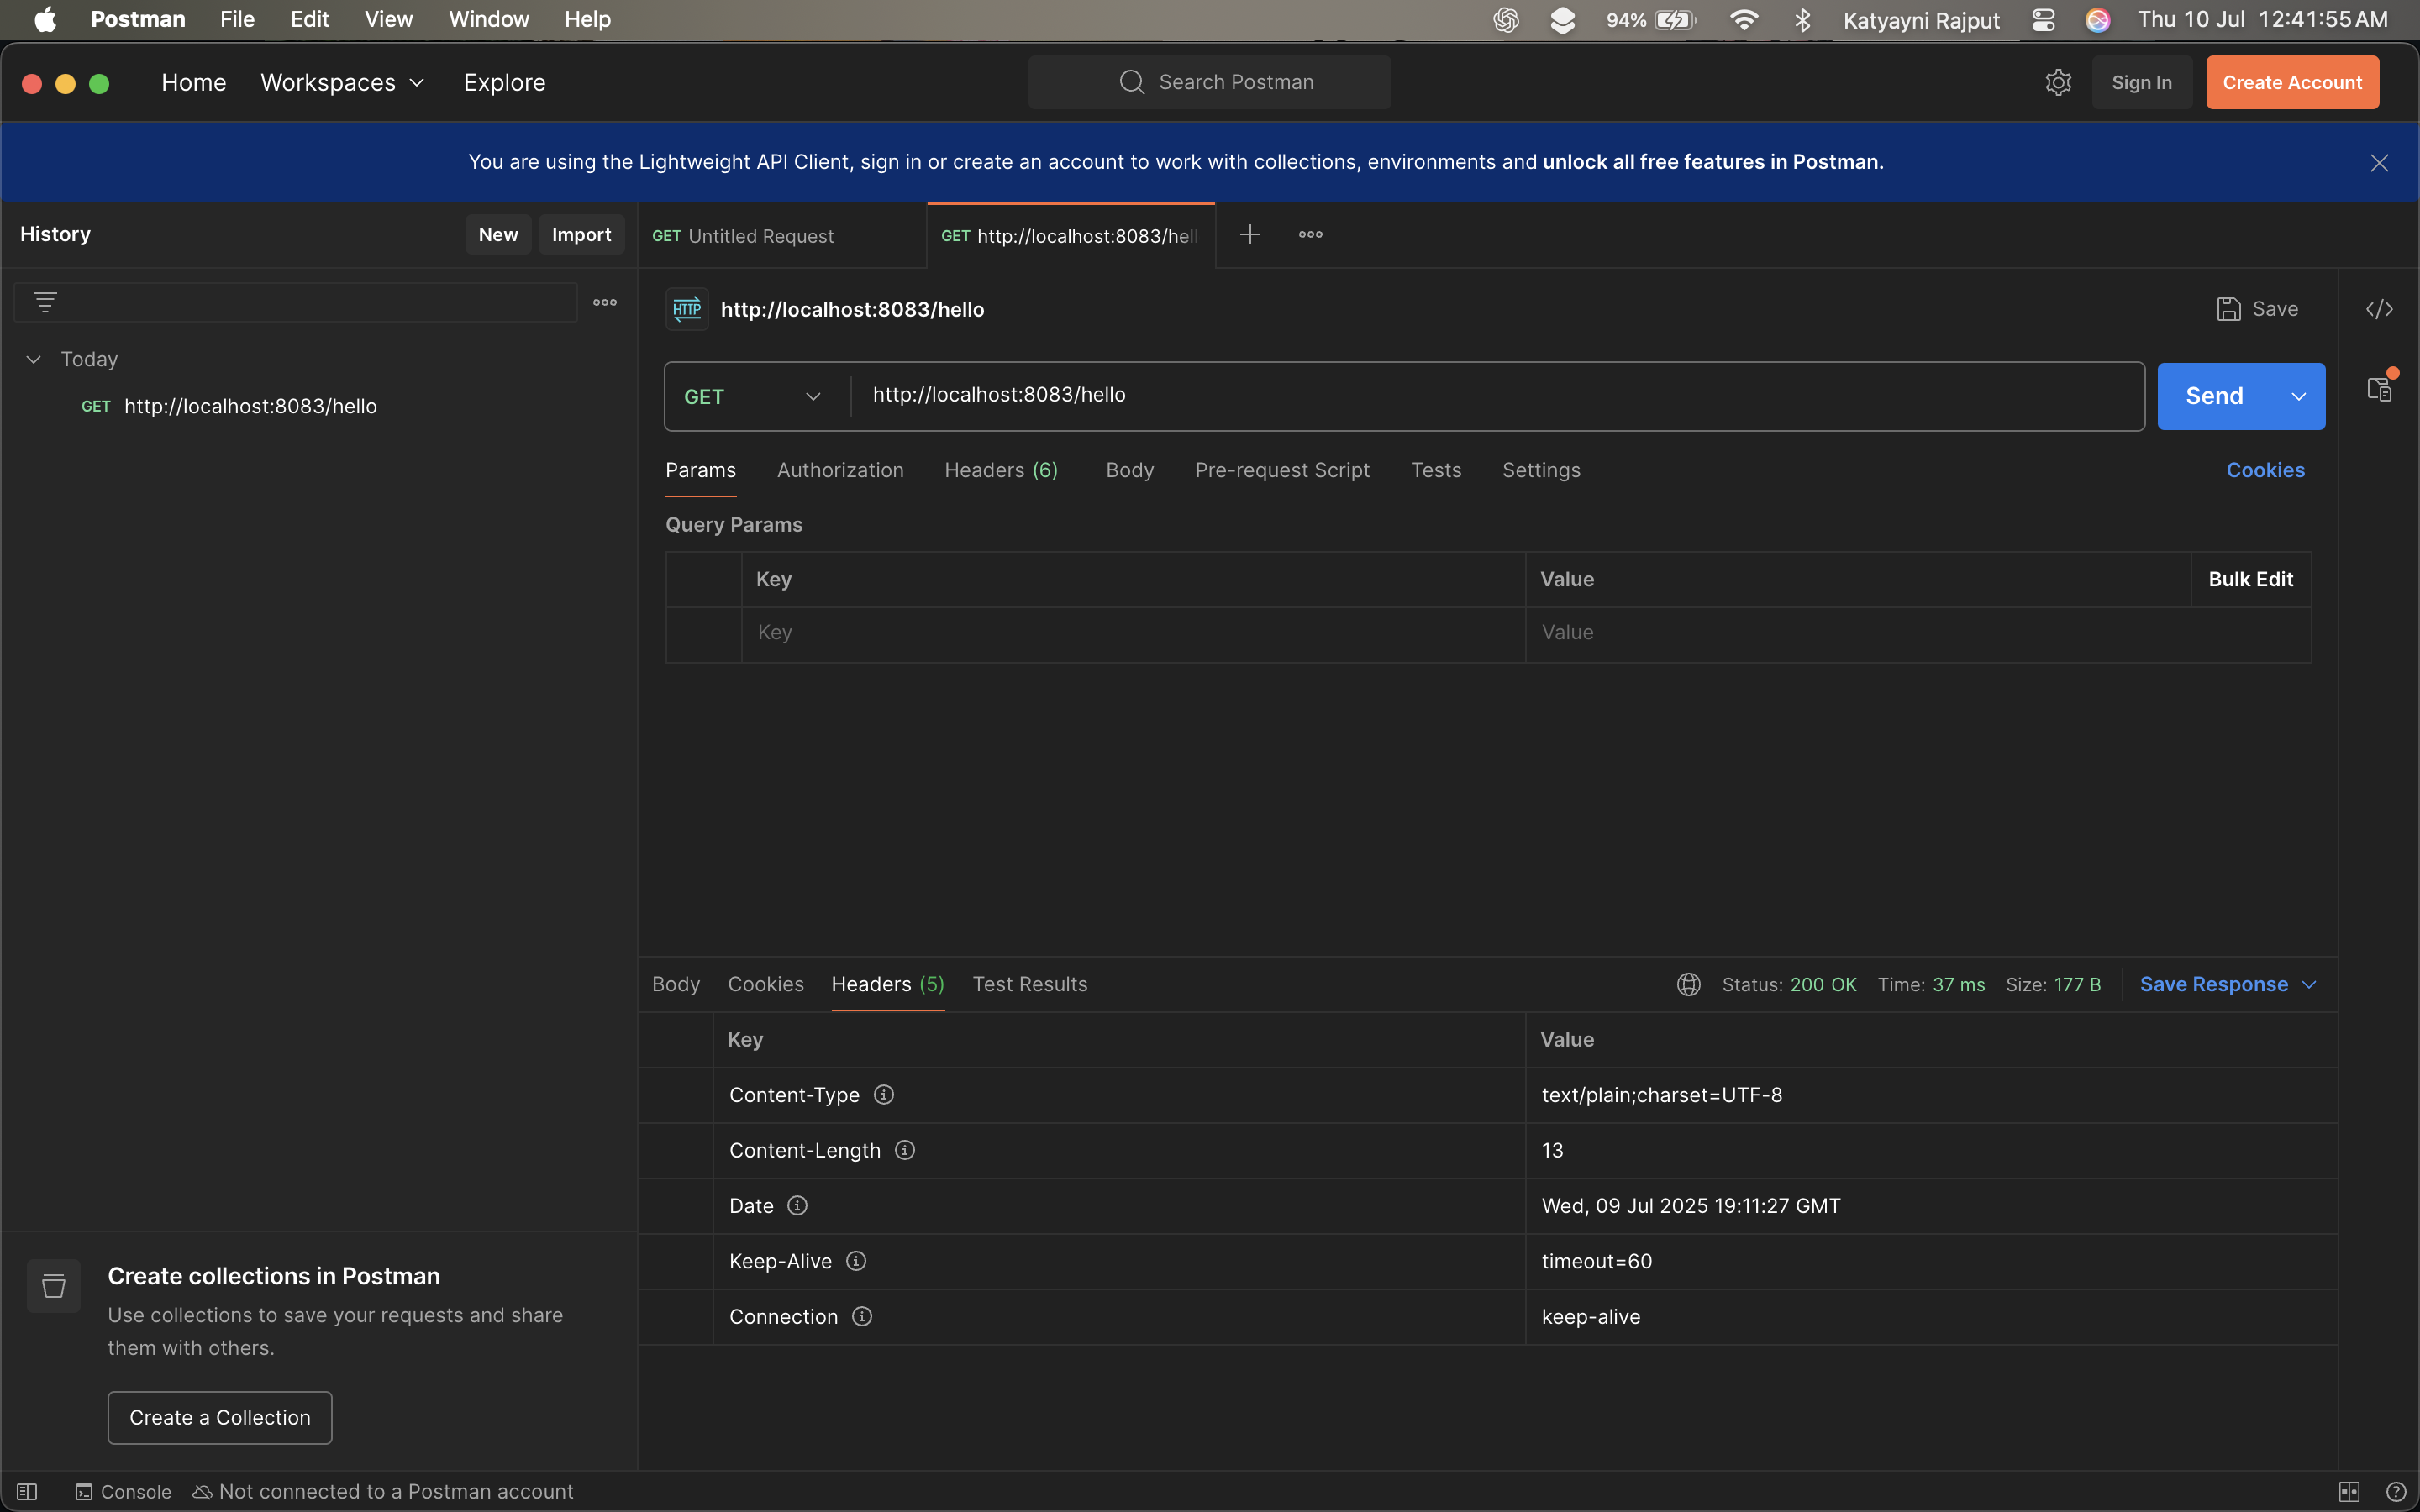 Postman File Edit View Window Help 94% Katyayni Rajput Thu 10 Jul 12:41:55 AM
Home Workspaces Explore Search Postman Sign In Create Account
You are using the Lightweight API Client, sign in or create an account to work with collections, environments and unlock all free features in Postman.
History New Import
GET Untitled Request GET http://localhost:8083/hell
Today
GET http://localhost:8083/hello
HTTP http://localhost:8083/hello Save
GET http://localhost:8083/hello Send
Params Authorization Headers (6) Body Pre-request Script Tests Settings Cookies
Query Params
Key Value Bulk Edit
Key Value
Body Cookies Headers (5) Test Results Status: 200 OK Time: 37 ms Size: 177 B Save Response
Key Value
Content-Type text/plain;charset=UTF-8
Content-Length 13
Date Wed, 09 Jul 2025 19:11:27 GMT
Keep-Alive timeout=60
Connection keep-alive
Create collections in Postman
Use collections to save your requests and share
them with others.
Create a Collection
Console Not connected to a Postman account